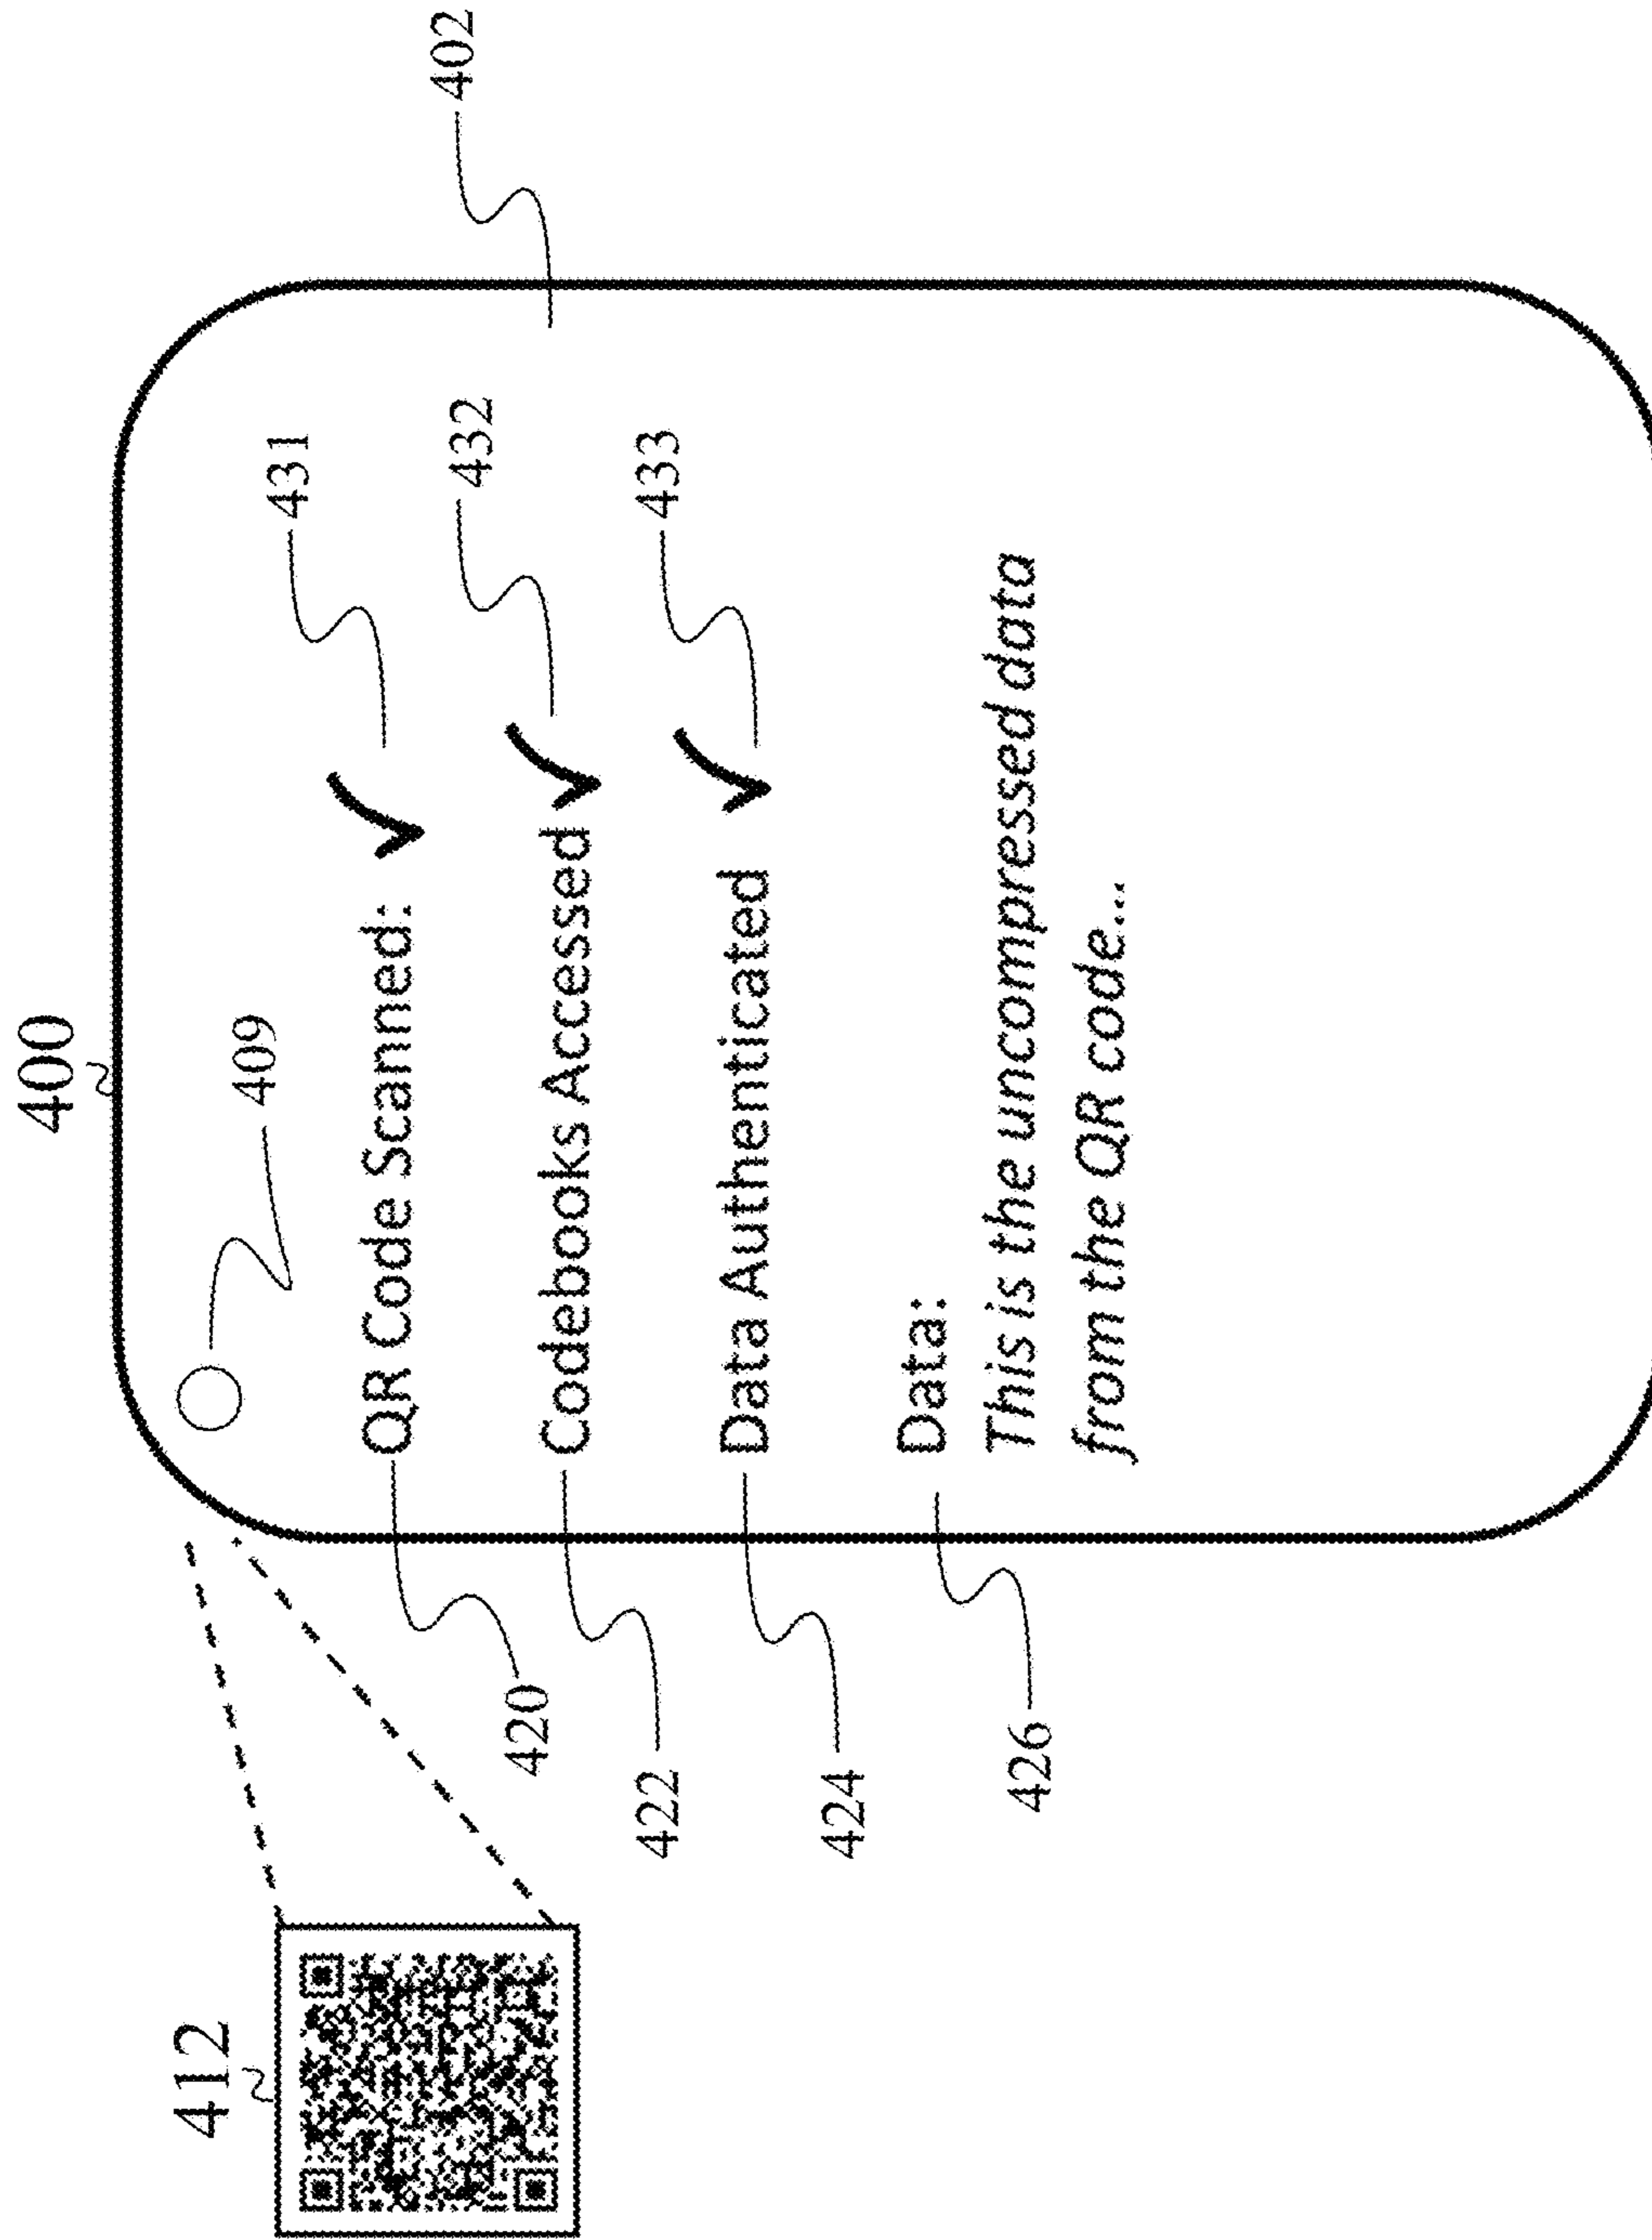 400
409
412
402
431
432
433
QR Code Scanned:
Codebooks Accessed
Data Authenticated
Data:
This is the uncompressed data
from the QR code...
420
422
424
426